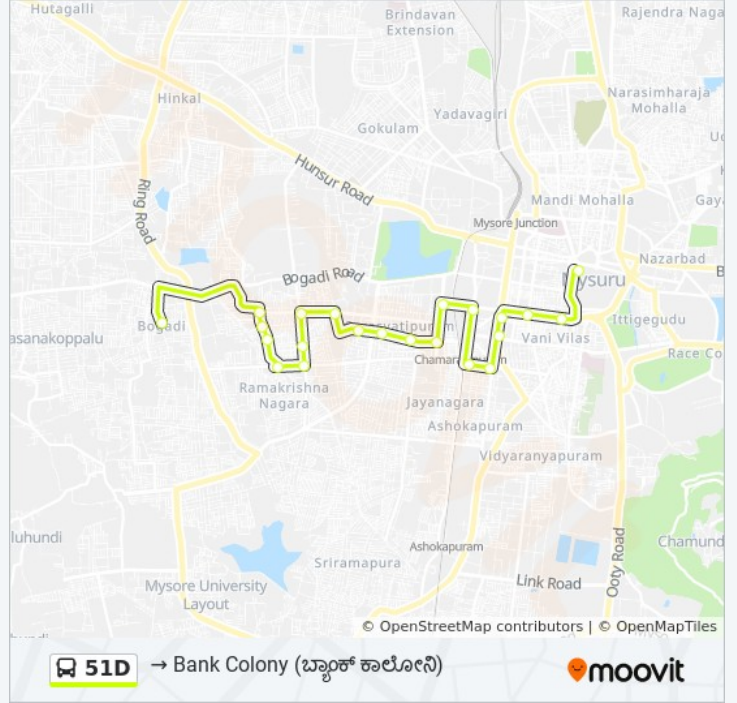 Hutagalli
Brindavan
Extension
Rajendra Naga
Hinkal
Narasimharaja
Mohalla
Yadavagiri
Gokulam
Hunsur Road
Ring Road
Mandi Mohalla
Gaya
Mysore Junction
Nazarbad
Bogadi Road
Mysuru
B
Bogadi
Ittigegudu
asanakoppalu
Vani Vilas
Race Co
Ramakrishna
Nagara
Jayanagara
Ashokapuram
Vidyaranyapuram
luhundi
Chamund
Ashokapuram
Sriramapura
Link Road
Ooty Road
Mysore University
Layout
© OpenStreetMap contributors | © OpenMapTiles
51D → Bank Colony (ಬ್ಯಾಂಕ್ ಕಾಲೋನಿ)
moovit